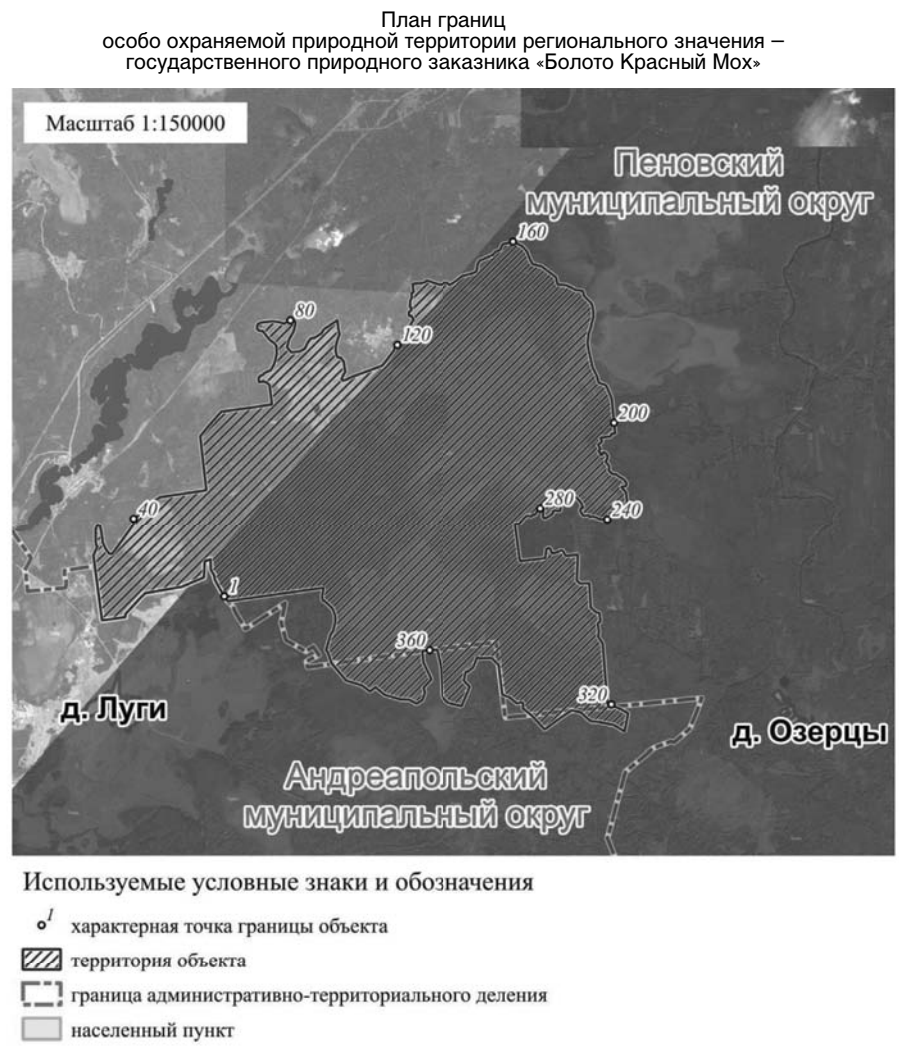 План границ
особо охраняемой природной территории регионального значения –
государственного природного заказника «Болото Красный Мох»
Масштаб 1:150000
Пеновский
муниципальный округ
160
80
120
200
40
280
240
1
360
320
д. Луги
д. Озерцы
Андреапольский
муниципальный округ
Используемые условные знаки и обозначения
1 характерная точка границы объекта
территория объекта
граница административно-территориального деления
населенный пункт